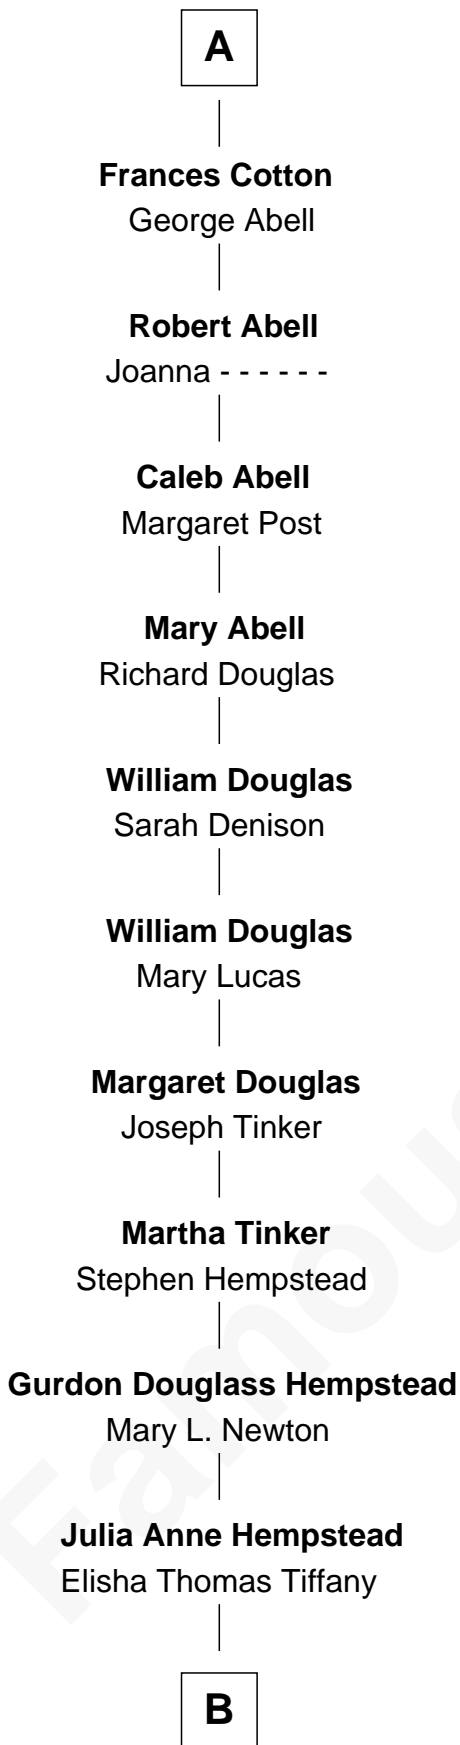 A
Frances Cotton
George Abell
Robert Abell
Joanna - - - - - -
Caleb Abell
Margaret Post
Mary Abell
Richard Douglas
William Douglas
Sarah Denison
William Douglas
Mary Lucas
Margaret Douglas
Joseph Tinker
Martha Tinker
Stephen Hempstead
Gurdon Douglass Hempstead
Mary L. Newton
Julia Anne Hempstead
Elisha Thomas Tiffany
B
Famou